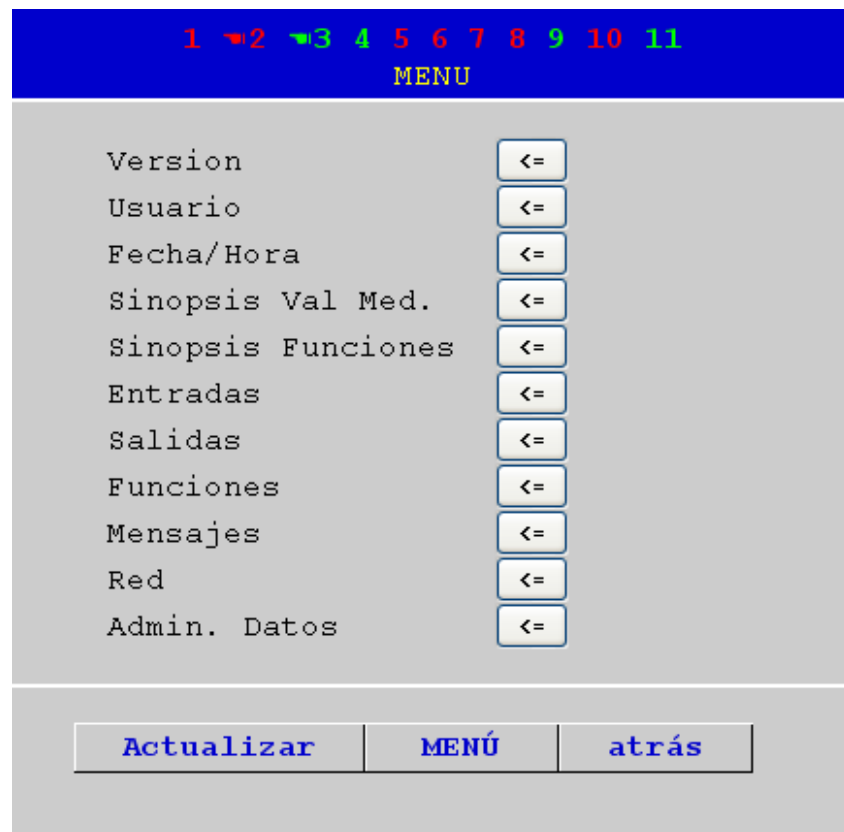 1 ☚2 ☚3 4 5 6 7 8 9 10 11
MENU
Version <=
Usuario <=
Fecha/Hora <=
Sinopsis Val Med. <=
Sinopsis Funciones <=
Entradas <=
Salidas <=
Funciones <=
Mensajes <=
Red <=
Admin. Datos <=
Actualizar MENÚ atrás